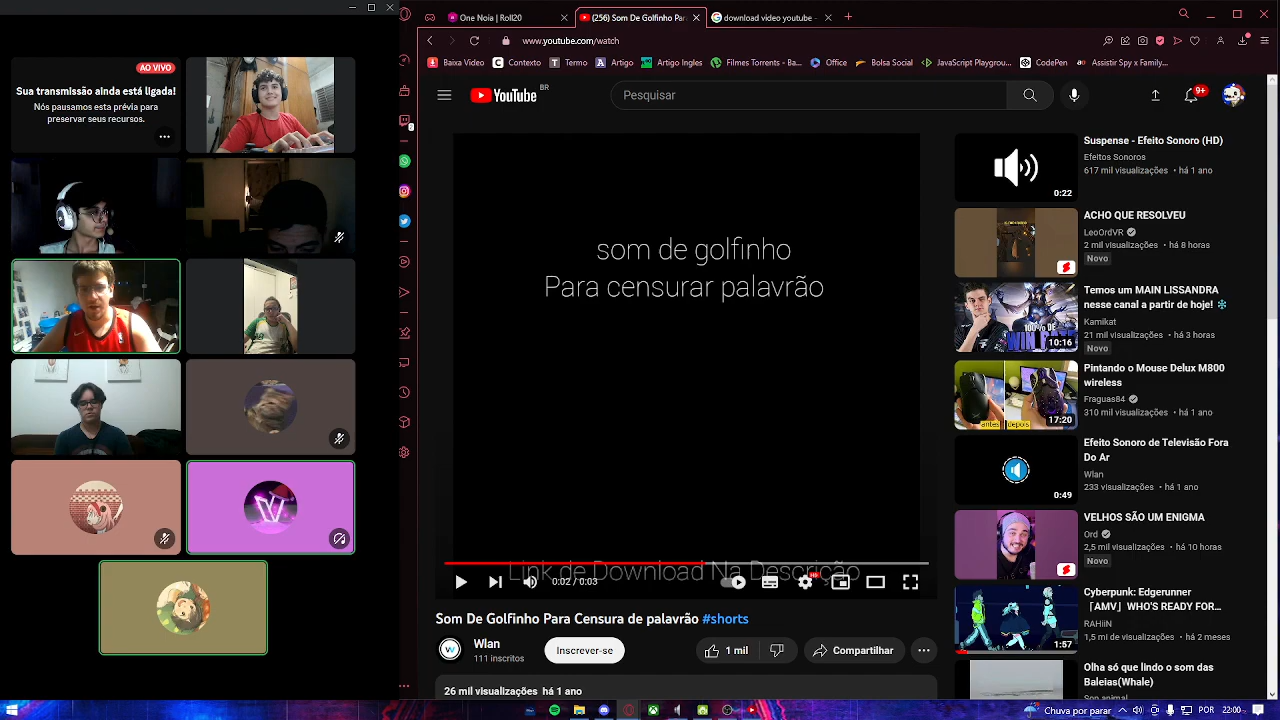 AO VIVO
Sua transmissão ainda está ligada!
Nós pausamos esta prévia para
preservar seus recursos.
One Noia | Roll20
(256) Som De Golfinho Par
download video youtube -
www.youtube.com/watch
Baixa Video
Contexto
Termo
Artigo
Artigo Ingles
Filmes Torrents - Ba...
Office
Bolsa Social
JavaScript Playgrou...
CodePen
Assistir Spy x Family...
YouTube BR
Pesquisar
9+
som de golfinho
Para censurar palavrão
Link de Download Na Descrição
0:02 / 0:03
HD
Som De Golfinho Para Censura de palavrão #shorts
Wlan
111 inscritos
Inscrever-se
1 mil
Compartilhar
26 mil visualizações há 1 ano
Suspense - Efeito Sonoro (HD)
Efeitos Sonoros
617 mil visualizações • há 1 ano
0:22
ACHO QUE RESOLVEU
LeoOrdVR
2 mil visualizações • há 8 horas
Novo
Temos um MAIN LISSANDRA
nesse canal a partir de hoje!
Kamikat
21 mil visualizações • há 3 horas
Novo
100% DE
10:16
Pintando o Mouse Delux M800
wireless
Fraguas84
310 mil visualizações • há 1 ano
antes depois
17:20
Efeito Sonoro de Televisão Fora
Do Ar
Wlan
233 visualizações • há 1 ano
0:49
VELHOS SÃO UM ENIGMA
Ord
2,5 mil visualizações • há 10 horas
Novo
Cyberpunk: Edgerunner
「AMV」WHO'S READY FOR...
RAHiiN
1,5 mi de visualizações • há 2 meses
1:57
Olha só que lindo o som das
Baleias(Whale)
Son animal
Chuva por parar
POR
22:00